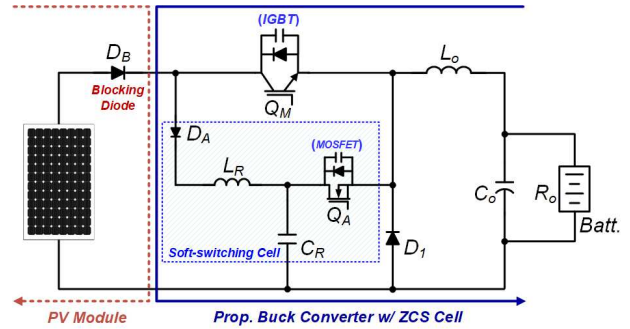 (IGBT)
D_B
L_o
Blocking
Diode
Q_M
D_A
(MOSFET)
L_R
Q_A
C_o
R_o
Batt.
C_R
D_1
Soft-switching Cell
PV Module
Prop. Buck Converter w/ ZCS Cell